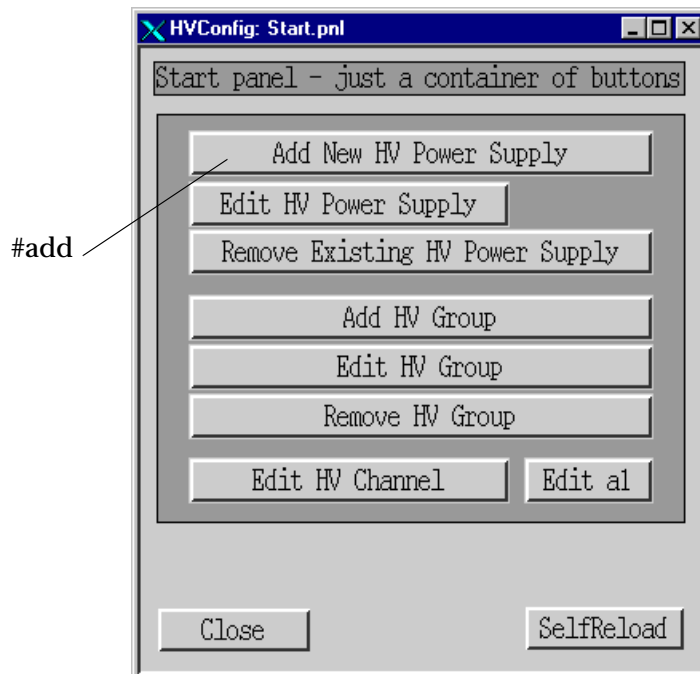 HVConfig: Start.pnl
Start panel - just a container of buttons
Add New HV Power Supply
Edit HV Power Supply
#add
Remove Existing HV Power Supply
Add HV Group
Edit HV Group
Remove HV Group
Edit HV Channel Edit al
Close SelfReload